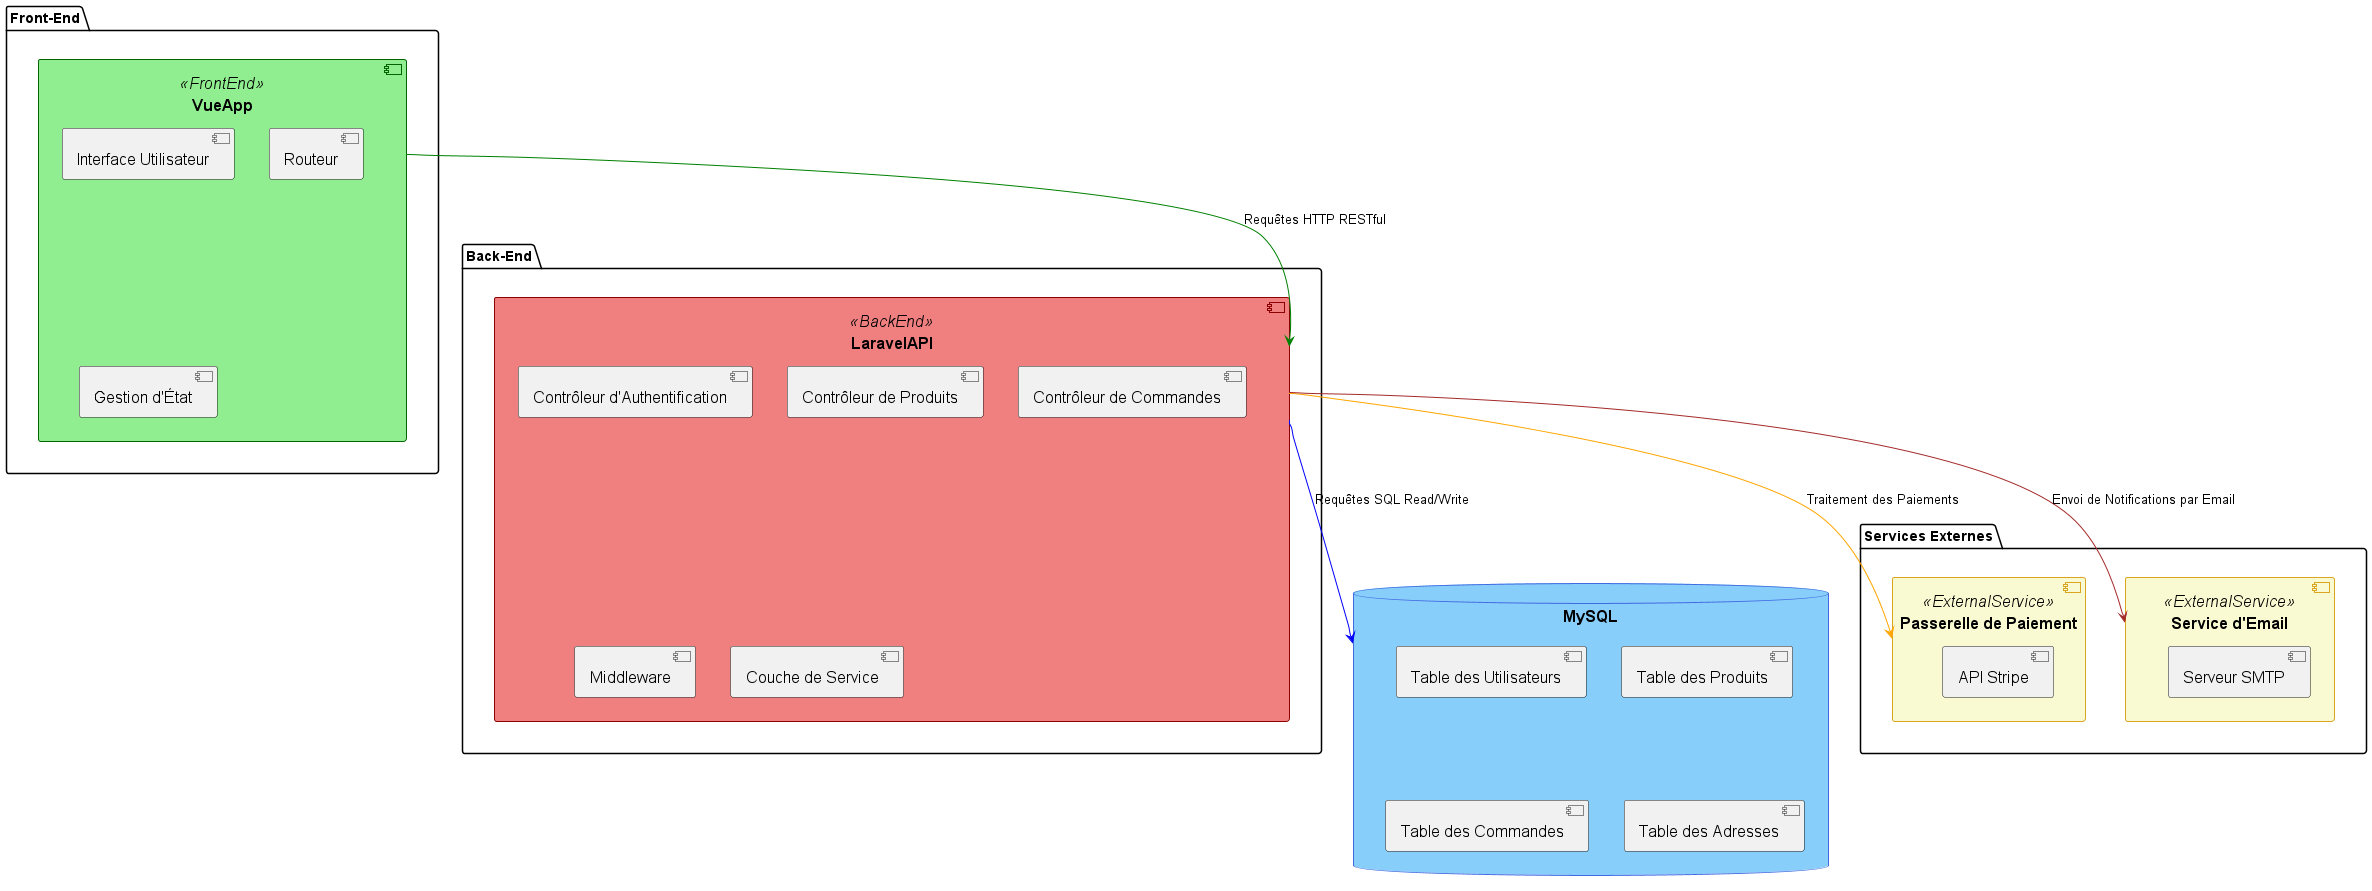 Front-End
«FrontEnd»
VueApp
Interface Utilisateur
Routeur
Gestion d'État
Requêtes HTTP RESTful
Back-End
«BackEnd»
LaravelAPI
Contrôleur d'Authentification
Contrôleur de Produits
Contrôleur de Commandes
Middleware
Couche de Service
Requêtes SQL Read/Write
Traitement des Paiements
Envoi de Notifications par Email
MySQL
Table des Utilisateurs
Table des Produits
Table des Commandes
Table des Adresses
Services Externes
«ExternalService»
Passerelle de Paiement
API Stripe
«ExternalService»
Service d'Email
Serveur SMTP